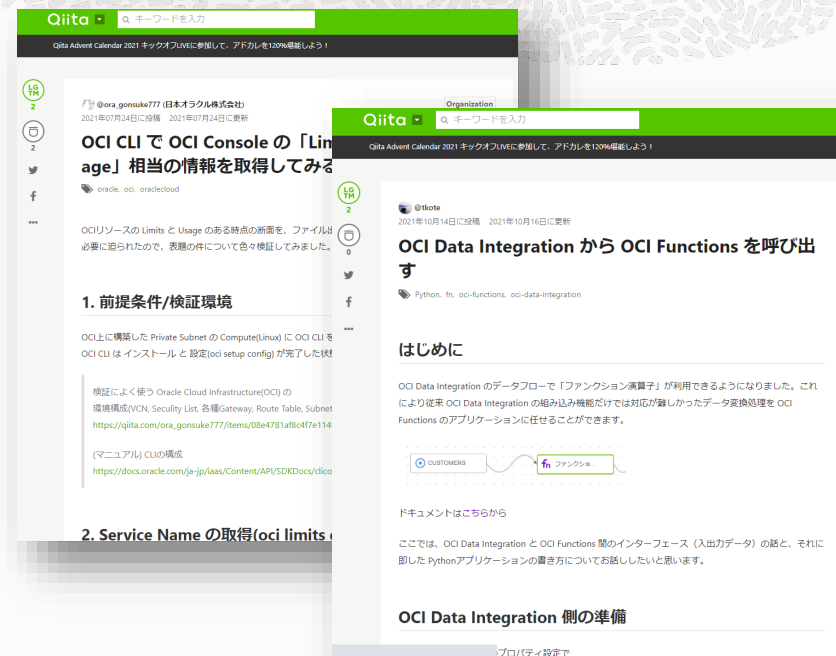 Qiita
キーワードを入力
Qiita Advent Calendar 2021 キックオフLIVEに参加して、アドカレを120%堪能しよう！
LGTM
2
2
@ora_gonsuke777 (日本オラクル株式会社)
Organization
2021年07月24日に投稿 2021年07月24日に更新
OCI CLI で OCI Console の「Lim
age」相当の情報を取得してみる
oracle, oci, oraclecloud
OCIリソースの Limits と Usage のある時点の断面を、ファイル出
必要に迫られたので、表題の件について色々検証してみました。
1. 前提条件/検証環境
OCI上に構築した Private Subnet の Compute(Linux) に OCI CLI を
OCI CLI は インストール と 設定(oci setup config) が完了した状
検証によく使う Oracle Cloud Infrastructure(OCI) の
環境構成(VCN, Seculity List, 各種Gateway, Route Table, Subnet
https://qiita.com/ora_gonsuke777/items/08e4781af8c4f7e114
(マニュアル) CLIの構成
https://docs.oracle.com/ja-jp/iaas/Content/API/SDKDocs/clico
2. Service Name の取得(oci limits
Qiita
キーワードを入力
Qiita Advent Calendar 2021 キックオフLIVEに参加して、アドカレを120%堪能しよう！
LGTM
2
0
@tkote
2021年10月14日に投稿 2021年10月16日に更新
OCI Data Integration から OCI Functions を呼び出
す
Python, fn, oci-functions, oci-data-integration
はじめに
OCI Data Integration のデータフローで「ファンクション演算子」が利用できるようになりました。これ
により従来 OCI Data Integration の組み込み機能だけでは対応が難しかったデータ変換処理を OCI
Functions のアプリケーションに任せることができます。
CUSTOMERS
fn ファンクショ...
ドキュメントはこちらから
ここでは、OCI Data Integration と OCI Functions 間のインターフェース（入出力データ）の話と、それに
即した Pythonアプリケーションの書き方についてお話ししたいと思います。
OCI Data Integration 側の準備
プロパティ設定で